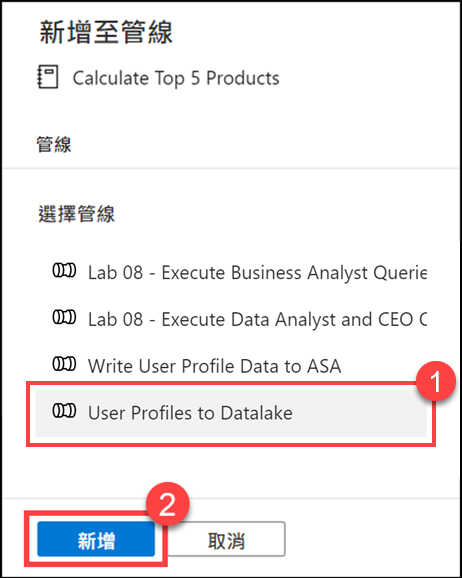 新增至管線
Calculate Top 5 Products
管線
選擇管線
Lab 08 - Execute Business Analyst Querie
Lab 08 - Execute Data Analyst and CEO
Write User Profile Data to ASA
1
User Profiles to Datalake
2
新增
取消